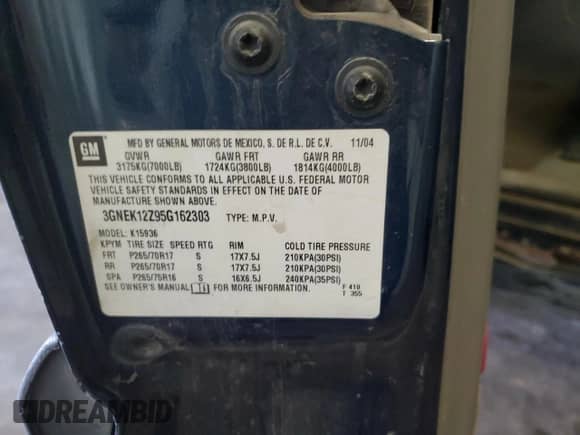 GM
MFD BY GENERAL MOTORS DE MEXICO, S. DE R.L. DE C.V. 11/04
GVWR GAWR FRT GAWR RR
3175KG(7000LB) 1724KG(3800LB) 1814KG(4000LB)
THIS VEHICLE CONFORMS TO ALL APPLICABLE U.S. FEDERAL MOTOR
VEHICLE SAFETY STANDARDS IN EFFECT ON THE DATE OF
MANUFACTURE SHOWN ABOVE.
3GNEK12Z95G162303 TYPE: M.P.V.
MODEL: K15936
KPYM TIRE SIZE SPEED RTG RIM COLD TIRE PRESSURE
FRT P265/70R17 S 17X7.5J 210KPA(30PSI)
RR P265/70R17 S 17X7.5J 210KPA(30PSI)
SPA P265/75R16 S 16X6.5J 240KPA(35PSI)
SEE OWNER'S MANUAL FOR MORE INFORMATION. F 410
T 355
DREAMBID